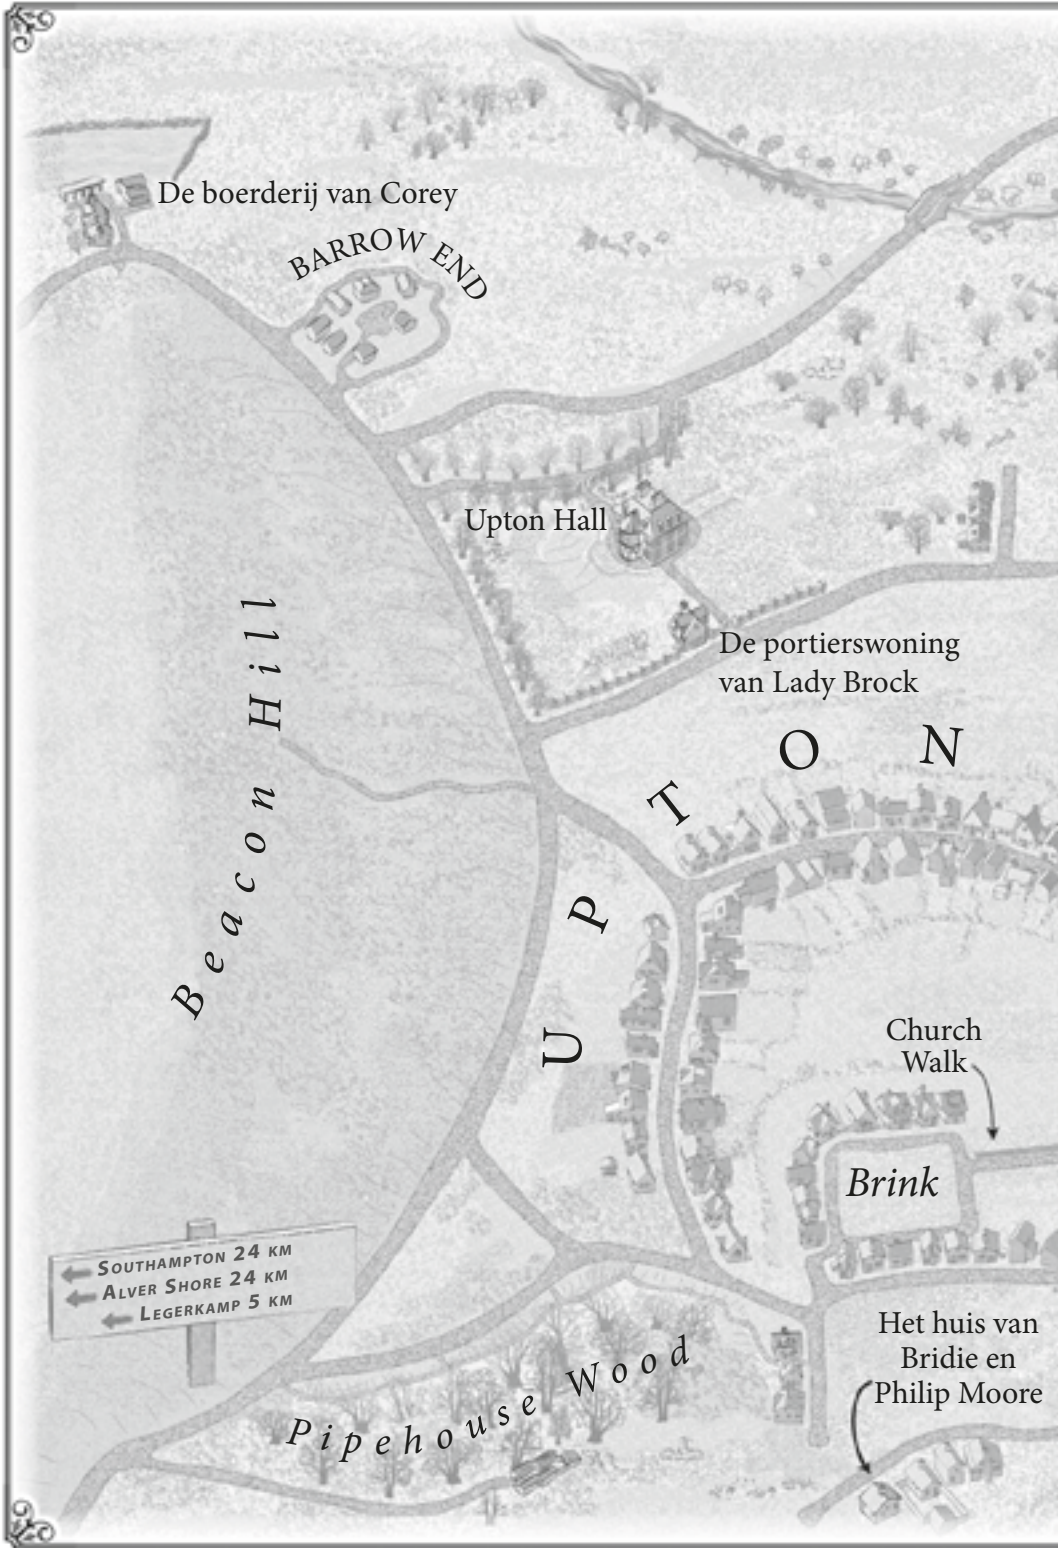 De boerderij van Corey
BARROW END
Upton Hall
De portierswoning
van Lady Brock
Beacon Hill
UPTON
Church
Walk
Brink
SOUTHAMPTON 24 KM
ALVER SHORE 24 KM
LEGERKAMP 5 KM
Het huis van
Bridie en
Philip Moore
Pipehouse Wood